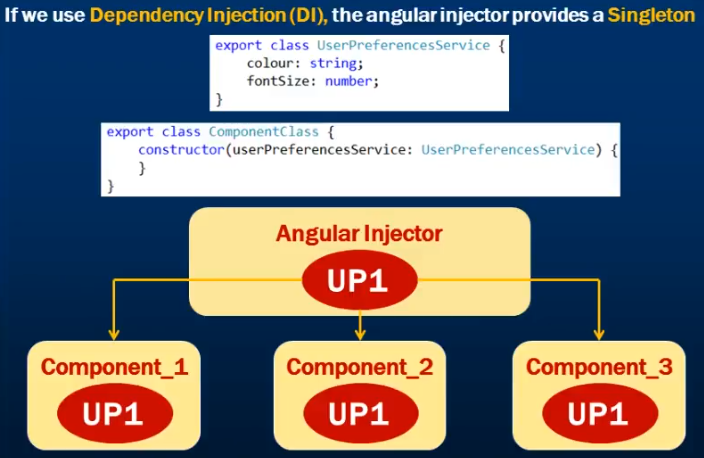 If we use Dependency Injection (DI), the angular injector provides a Singleton
export class UserPreferencesService {
    colour: string;
    fontSize: number;
}
export class ComponentClass {
    constructor(userPreferencesService: UserPreferencesService) {
    }
}
Angular Injector
UP1
Component_1
UP1
Component_2
UP1
Component_3
UP1